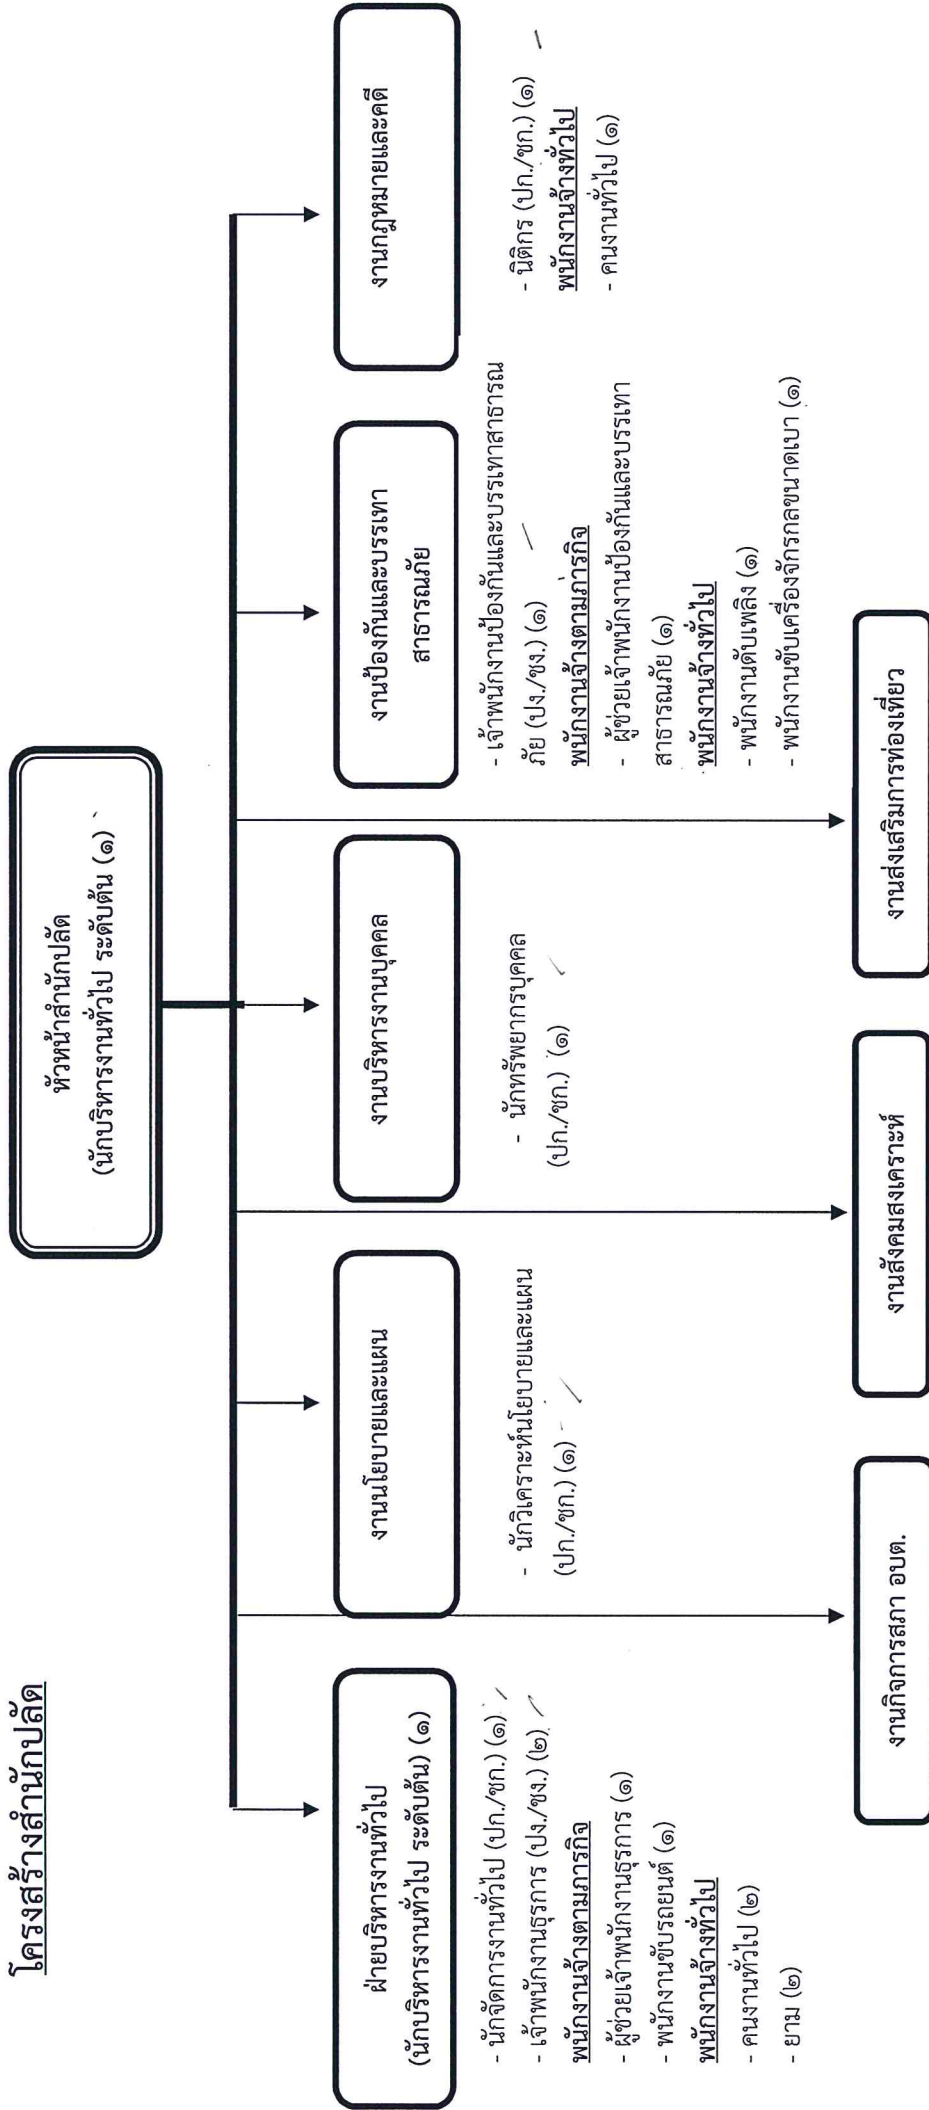 โครงสร้างสำนักปลัด
หัวหน้าสำนักปลัด
(นักบริหารงานทั่วไป ระดับต้น (๑)
ฝ่ายบริหารงานทั่วไป
(นักบริหารงานทั่วไป ระดับต้น) (๑)
- นักจัดการงานทั่วไป (ปก./ชก.) (๑)
- เจ้าพนักงานธุรการ (ปง./ชง.) (๒)
พนักงานจ้างตามภารกิจ
- ผู้ช่วยเจ้าพนักงานธุรการ (๑)
- พนักงานขับรถยนต์ (๑)
พนักงานจ้างทั่วไป
- คนงานทั่วไป (๒)
- ยาม (๒)
งานนโยบายและแผน
- นักวิเคราะห์นโยบายและแผน
(ปก./ชก.) (๑)
งานบริหารงานบุคคล
- นักทรัพยากรบุคคล
(ปก./ชก.) (๑)
งานป้องกันและบรรเทา
สาธารณภัย
- เจ้าพนักงานป้องกันและบรรเทาสาธารณ
ภัย (ปง./ชง.) (๑)
พนักงานจ้างตามภารกิจ
- ผู้ช่วยเจ้าพนักงานป้องกันและบรรเทา
สาธารณภัย (๑)
พนักงานจ้างทั่วไป
- พนักงานดับเพลิง (๑)
- พนักงานขับเครื่องจักรกลขนาดเบา (๑)
งานกฎหมายและคดี
- นิติกร (ปก./ชก.) (๑)
พนักงานจ้างทั่วไป
- คนงานทั่วไป (๑)
งานกิจการสภา อบต.
งานสังคมสงเคราะห์
งานส่งเสริมการท่องเที่ยว